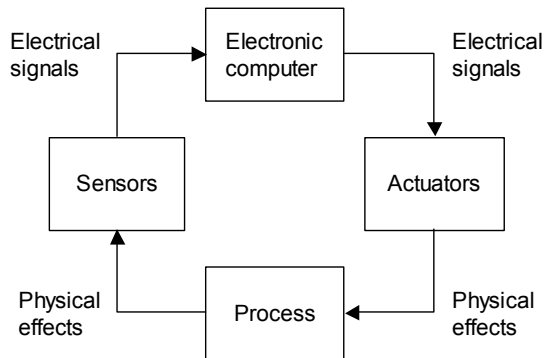 Electrical
signals
Electronic
computer
Electrical
signals
Sensors
Actuators
Physical
effects
Process
Physical
effects